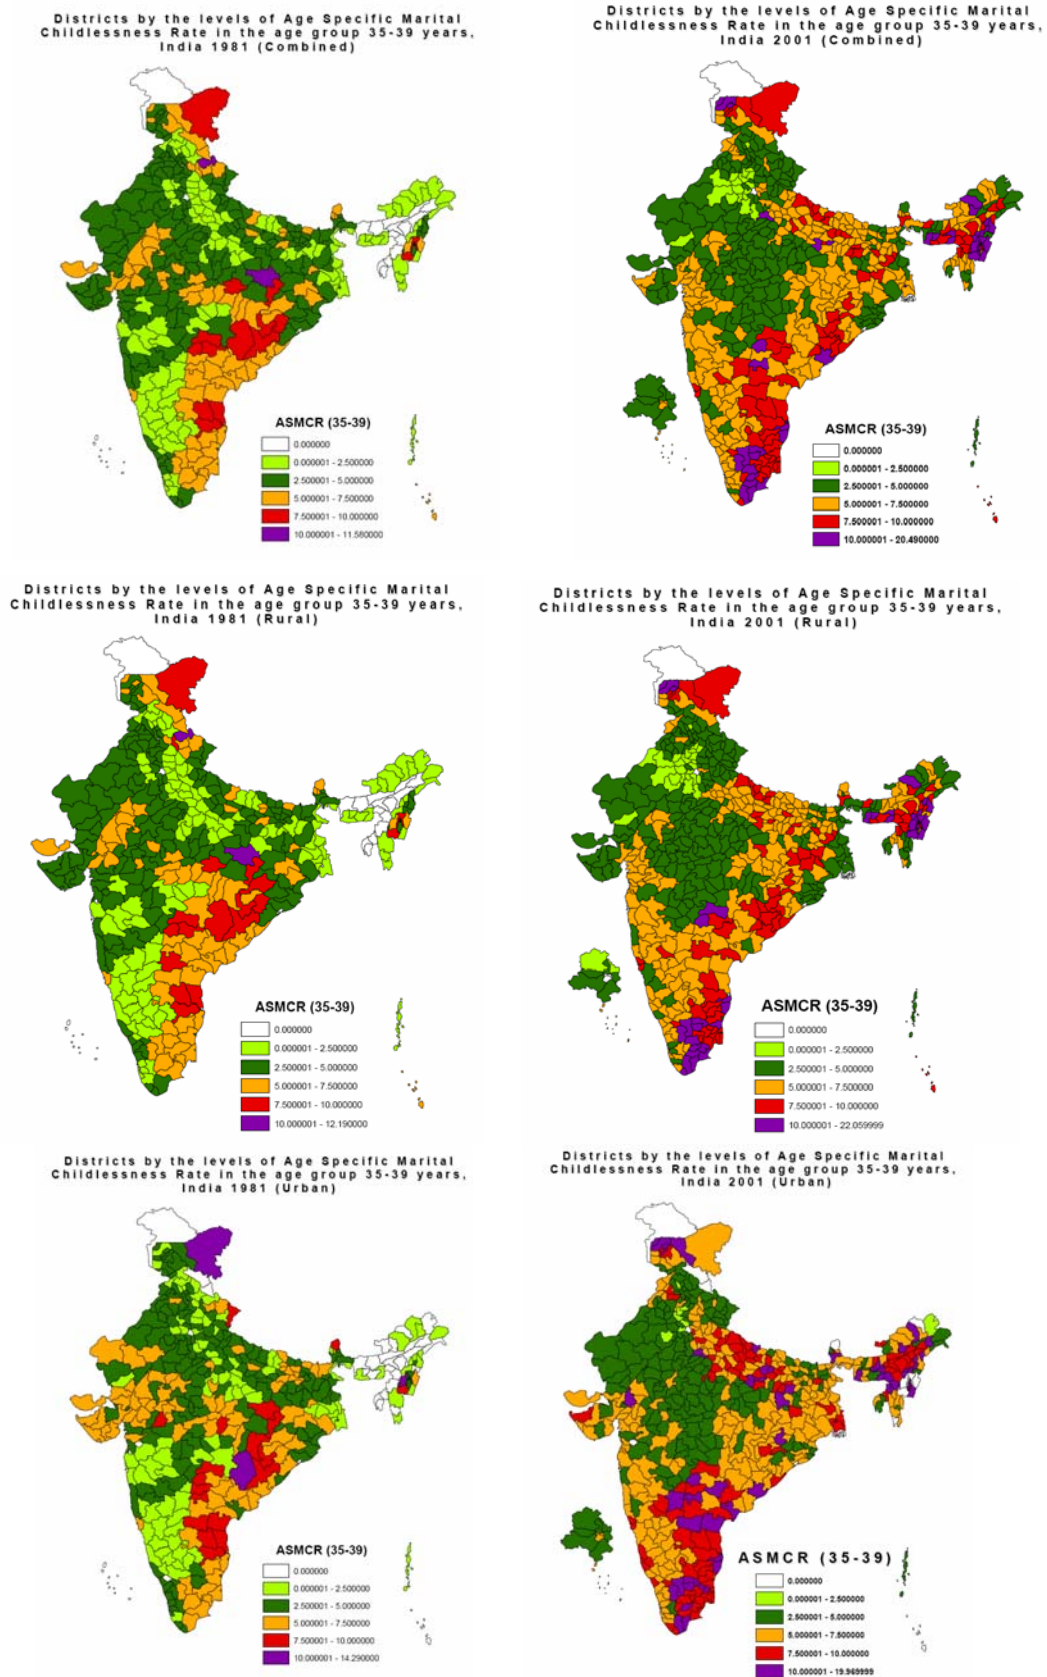 Districts by the levels of Age Specific Marital
Childlessness Rate in the age group 35-39 years,
India 1981 (Combined)
ASMCR (35-39)
0.000000
0.000001 - 2.500000
2.500001 - 5.000000
5.000001 - 7.500000
7.500001 - 10.000000
10.000001 - 11.580000
Districts by the levels of Age Specific Marital
Childlessness Rate in the age group 35-39 years,
India 2001 (Combined)
ASMCR (35-39)
0.000000
0.000001 - 2.500000
2.500001 - 5.000000
5.000001 - 7.500000
7.500001 - 10.000000
10.000001 - 20.490000
Districts by the levels of Age Specific Marital
Childlessness Rate in the age group 35-39 years,
India 1981 (Rural)
ASMCR (35-39)
0.000000
0.000001 - 2.500000
2.500001 - 5.000000
5.000001 - 7.500000
7.500001 - 10.000000
10.000001 - 12.190000
Districts by the levels of Age Specific Marital
Childlessness Rate in the age group 35-39 years,
India 2001 (Rural)
ASMCR (35-39)
0.000000
0.000001 - 2.500000
2.500001 - 5.000000
5.000001 - 7.500000
7.500001 - 10.000000
10.000001 - 22.059999
Districts by the levels of Age Specific Marital
Childlessness Rate in the age group 35-39 years,
India 1981 (Urban)
ASMCR (35-39)
0.000000
0.000001 - 2.500000
2.500001 - 5.000000
5.000001 - 7.500000
7.500001 - 10.000000
10.000001 - 14.290000
Districts by the levels of Age Specific Marital
Childlessness Rate in the age group 35-39 years,
India 2001 (Urban)
ASMCR (35-39)
0.000000
0.000001 - 2.500000
2.500001 - 5.000000
5.000001 - 7.500000
7.500001 - 10.000000
10.000001 - 19.969999